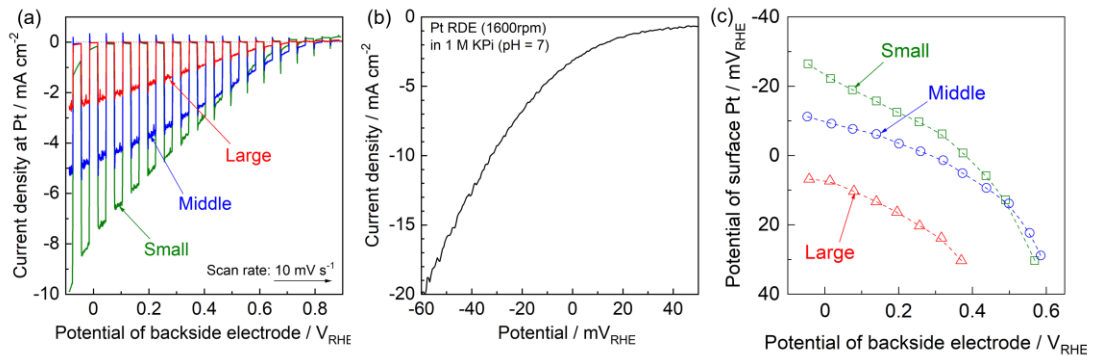 (a)
Current density at Pt / mA cm⁻²
0
-2
-4
-6
-8
-10
Large
Middle
Small
Scan rate: 10 mV s⁻¹
0
0.2
0.4
0.6
0.8
Potential of backside electrode / V_RHE
(b)
Current density / mA cm⁻²
0
-5
-10
-15
-20
Pt RDE (1600rpm)
in 1 M KPi (pH = 7)
-60
-40
-20
0
20
40
Potential / mV_RHE
(c)
Potential of surface Pt / mV_RHE
-40
-20
0
20
40
Small
Middle
Large
0
0.2
0.4
0.6
Potential of backside electrode / V_RHE